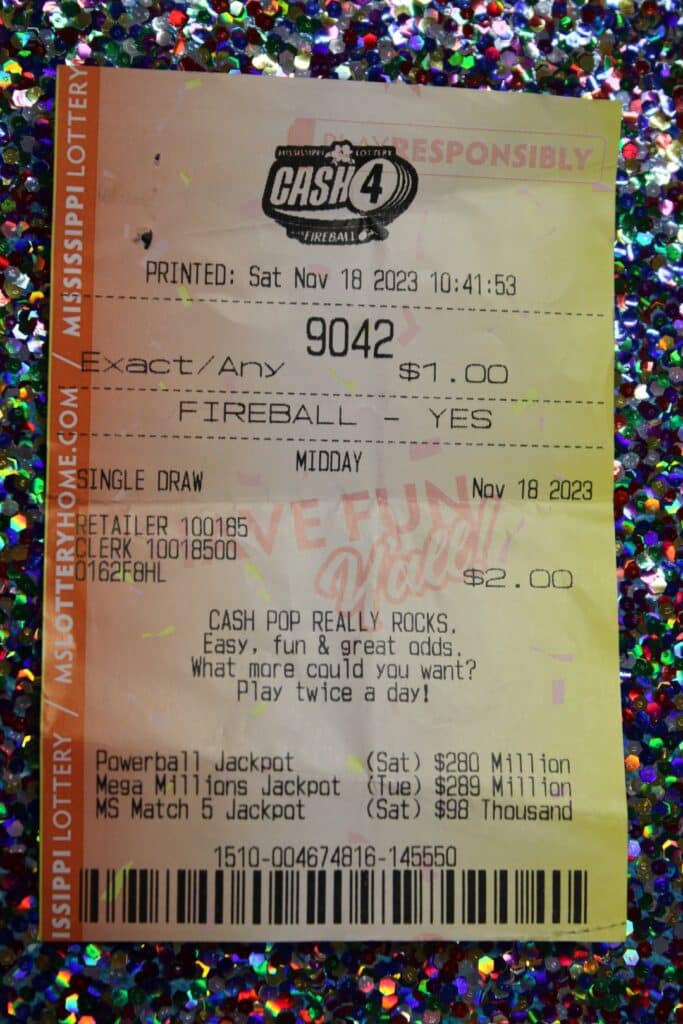 MISSISSIPPI LOTTERY
PLAY RESPONSIBLY
MISSISSIPPI LOTTERY
CASH 4
FIREBALL
PRINTED: Sat Nov 18 2023 10:41:53
9042
Exact/Any $1.00
FIREBALL - YES
MIDDAY
SINGLE DRAW Nov 18 2023
HAVE FUN
Y'all!
RETAILER 100185
CLERK 10018500
0162F8HL
$2.00
CASH POP REALLY ROCKS.
Easy, fun & great odds.
What more could you want?
Play twice a day!
Powerball Jackpot (Sat) $280 Million
Mega Millions Jackpot (Tue) $289 Million
MS Match 5 Jackpot (Sat) $98 Thousand
1510-004674816-145550
ISSIPPI LOTTERY / MSLOTTERYHOME.COM /